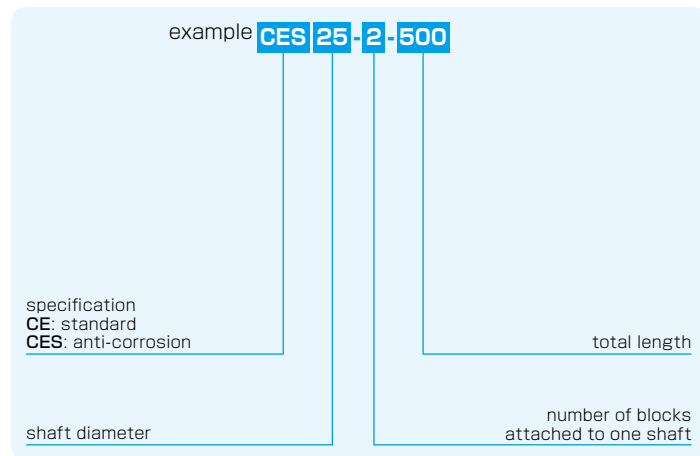 example CES 25 - 2 - 500
specification
CE: standard
CES: anti-corrosion
total length
shaft diameter
number of blocks
attached to one shaft